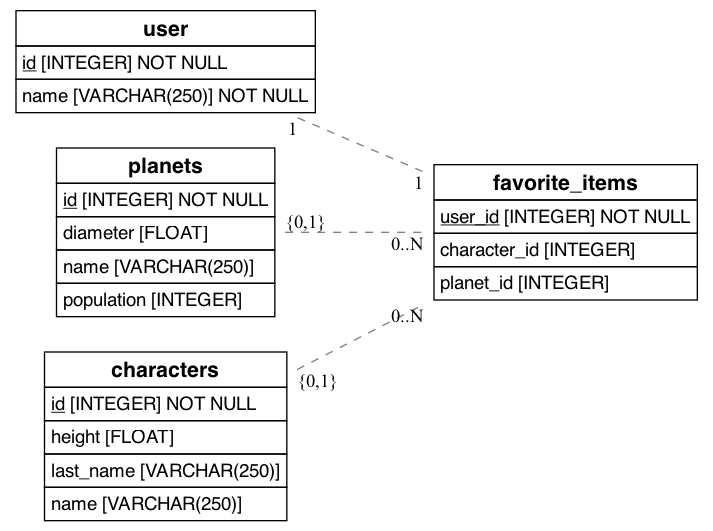 user
id [INTEGER] NOT NULL
name [VARCHAR(250)] NOT NULL
1
planets
id [INTEGER] NOT NULL
diameter [FLOAT]
name [VARCHAR(250)]
population [INTEGER]
{0,1}
1
favorite_items
user_id [INTEGER] NOT NULL
character_id [INTEGER]
planet_id [INTEGER]
0..N
0..N
{0,1}
characters
id [INTEGER] NOT NULL
height [FLOAT]
last_name [VARCHAR(250)]
name [VARCHAR(250)]